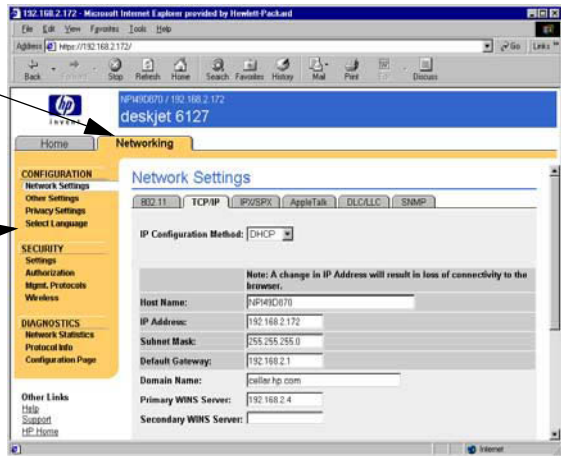 192.168.2.172 - Microsoft Internet Explorer provided by Hewlett-Packard
File Edit View Favorites Tools Help
Address http://192.168.2.172/ Go Links »
Back Forward Stop Refresh Home Search Favorites History Mail Print Discuss
hp
invent
NPI49D870 / 192.168.2.172
deskjet 6127
Home Networking
CONFIGURATION
Network Settings
Other Settings
Privacy Settings
Select Language
SECURITY
Settings
Authorization
Mgmt. Protocols
Wireless
DIAGNOSTICS
Network Statistics
Protocol Info
Configuration Page
Other Links
Help
Support
HP Home
Network Settings
802.11 TCP/IP IPX/SPX AppleTalk DLC/LLC SNMP
IP Configuration Method: DHCP
Note: A change in IP Address will result in loss of connectivity to the
browser.
Host Name: NPI49D870
IP Address: 192.168.2.172
Subnet Mask: 255.255.255.0
Default Gateway: 192.168.2.1
Domain Name: cellar.hp.com
Primary WINS Server: 192.168.2.4
Secondary WINS Server:
Internet